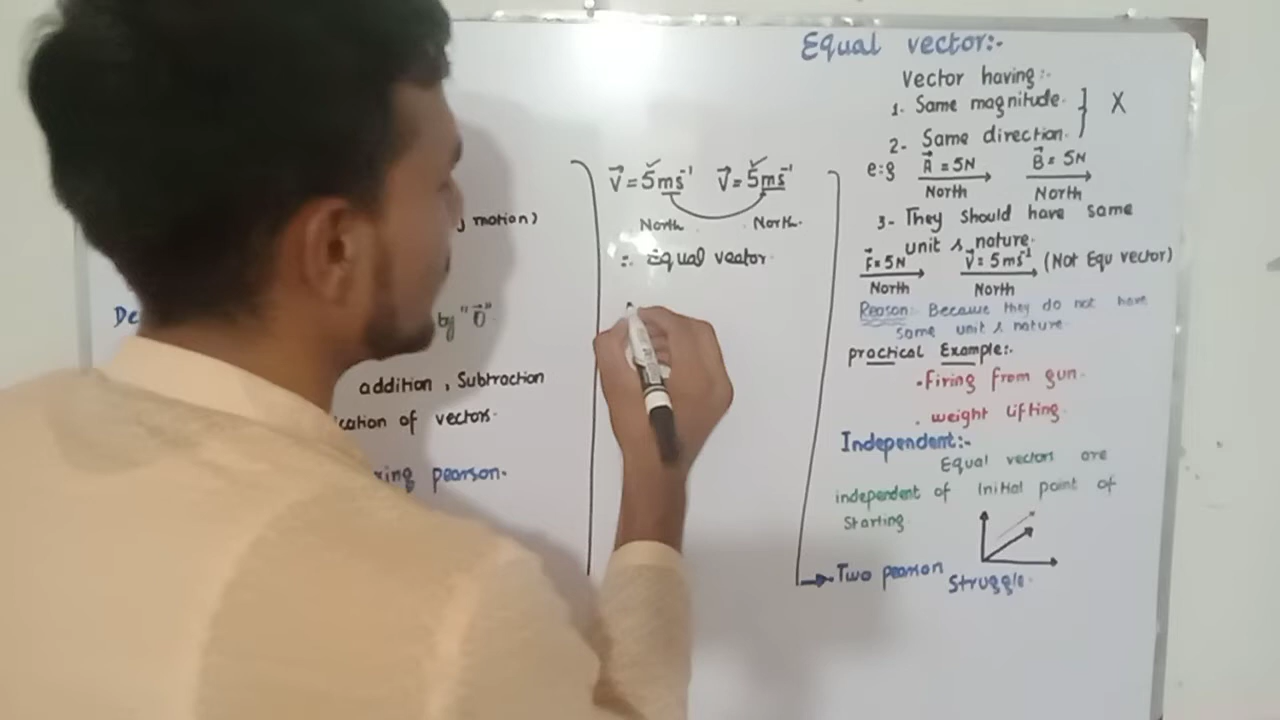 motion)
De
by "0⃗"
addition , Subtraction
cation of vectors.
ring pearson.
V⃗ = 5ms⁻¹ V⃗ = 5ms⁻¹
North North.
∴ Equal vector.
Equal vector:-
Vector having:-
1. Same magnitude. } X
2- Same direction.
e:g A⃗ = 5N B⃗ = 5N
North North
3- They Should have Same
unit & nature.
F⃗ = 5N V⃗ = 5ms⁻¹ (Not Equ vector)
North North
Reason: Because they do not have
same unit & nature
practical Example:-
.Firing from gun.
. weight lifting.
Independent:-
Equal vectors are
independent of Initial point of
Starting.
Two pearson Struggle.